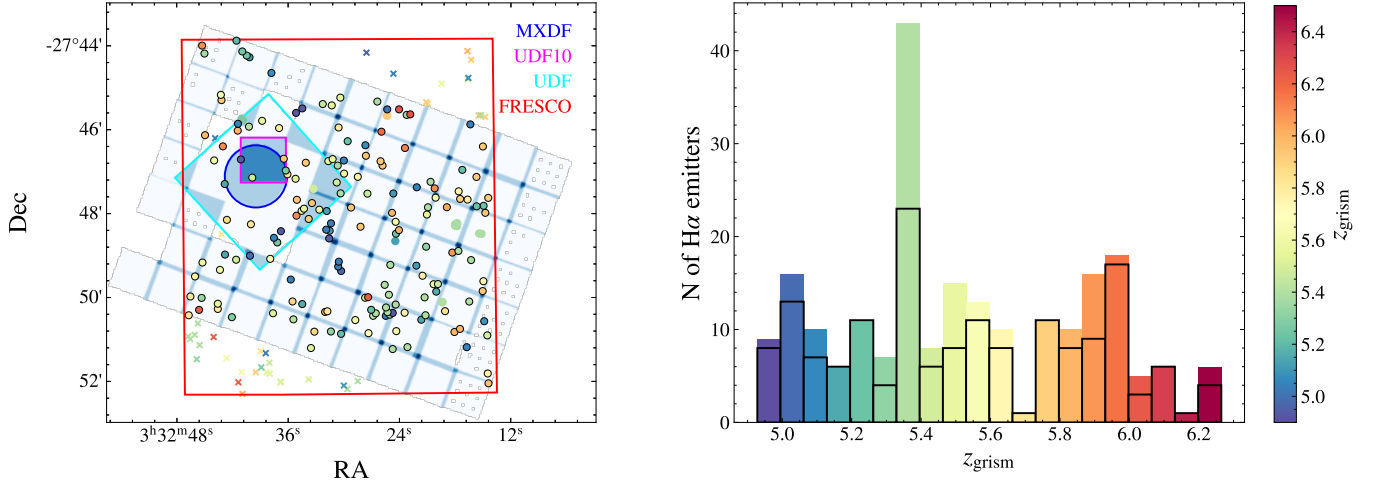 MXDF
UDF10
UDF
FRESCO
-27°44'
46'
48'
50'
52'
Dec
3ʰ32ᵐ48ˢ
36ˢ
24ˢ
12ˢ
RA
40
30
20
10
0
N of Hα emitters
5.0
5.2
5.4
5.6
5.8
6.0
6.2
z_grism
6.4
6.2
6.0
5.8
5.6
5.4
5.2
5.0
z_grism